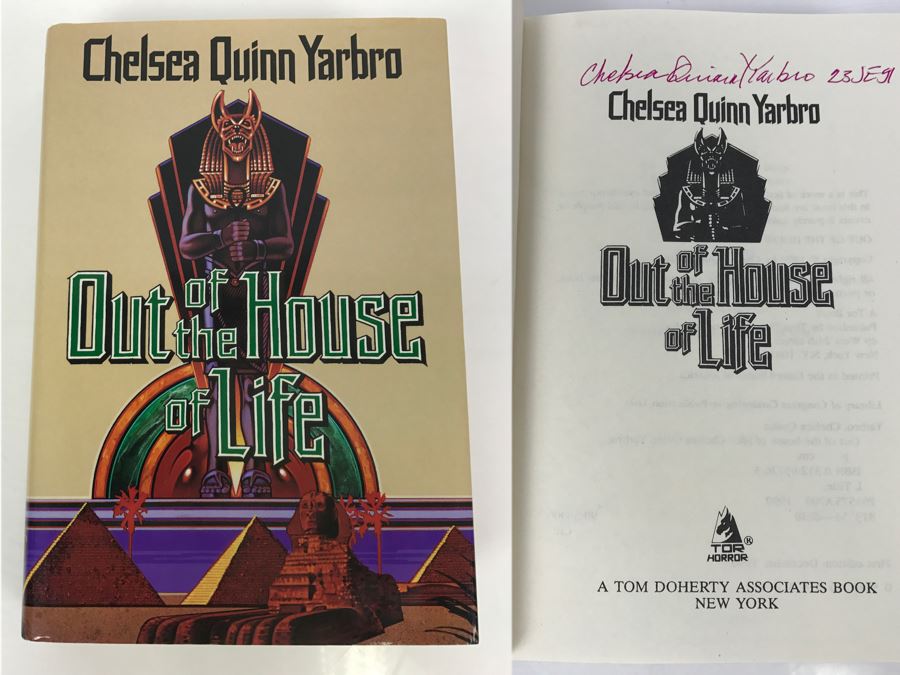 Chelsea Quinn Yarbro
Out of the House
of Life
Chelsea Quinn Yarbro 23JE91
Chelsea Quinn Yarbro
Out of the House
of Life
TOR ®
HORROR
A TOM DOHERTY ASSOCIATES BOOK
NEW YORK